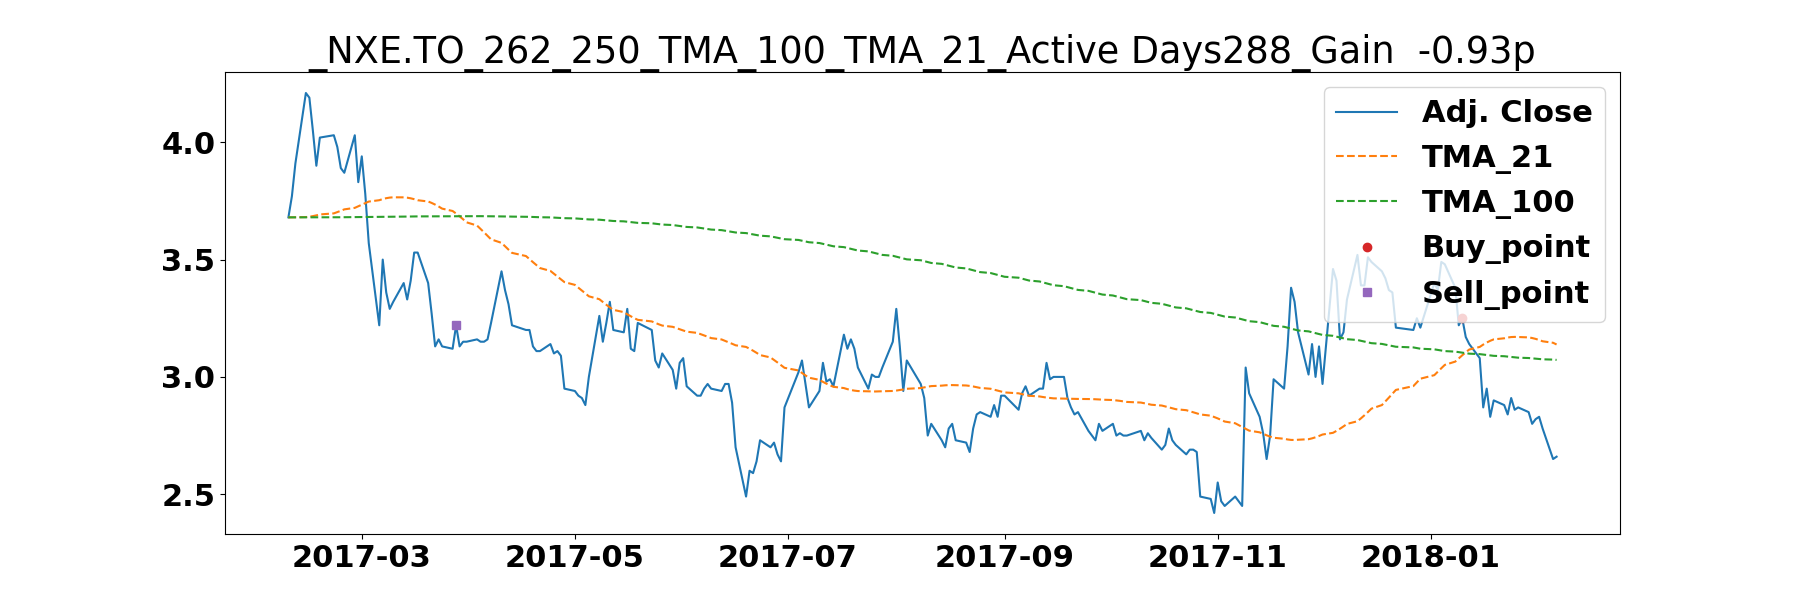 _NXE.TO_262_250_TMA_100_TMA_21_Active Days288_Gain  -0.93p
Adj. Close
TMA_21
TMA_100
Buy_point
Sell_point
4.0
3.5
3.0
2.5
2017-03 2017-05 2017-07 2017-09 2017-11 2018-01